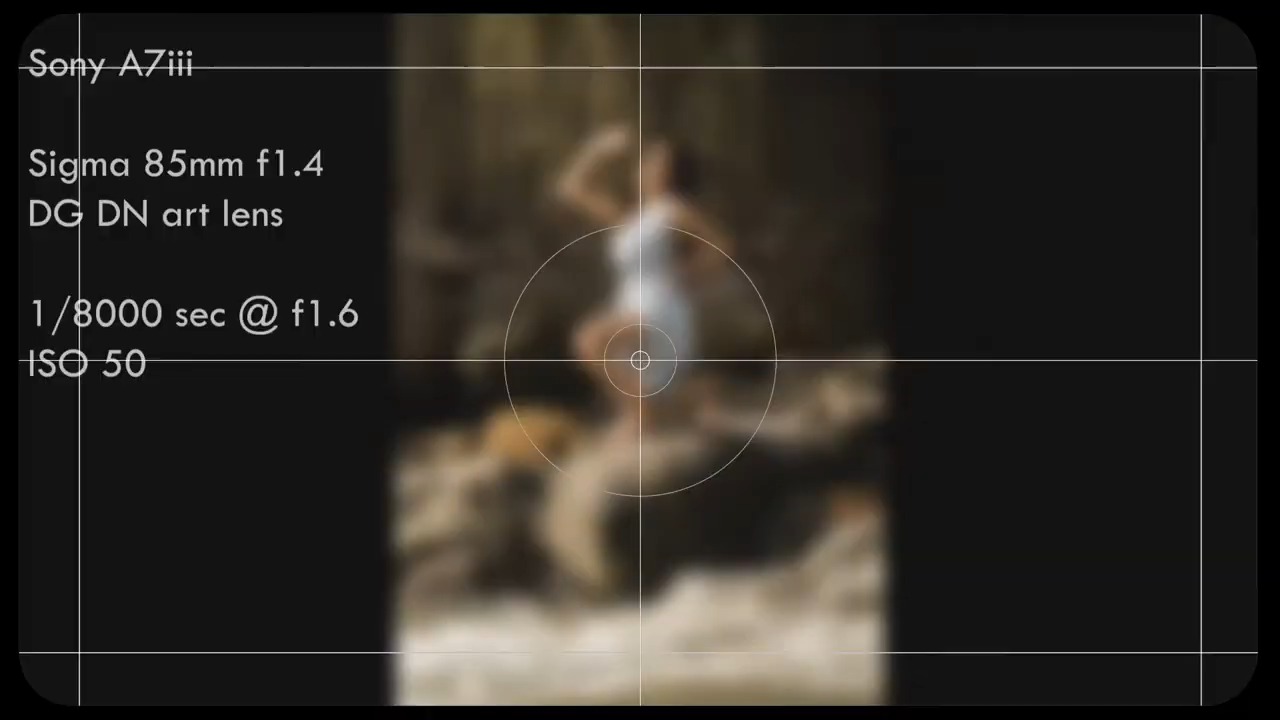 Sony A7iii
Sigma 85mm f1.4
DG DN art lens
1/8000 sec @ f1.6
ISO 50